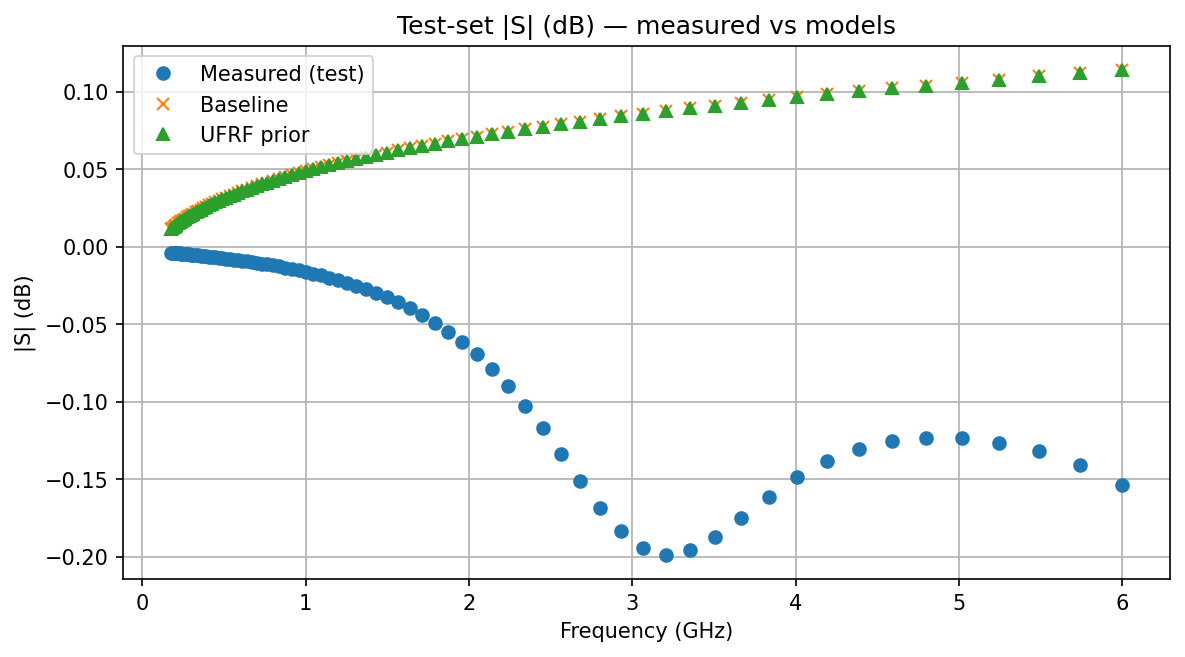 Test-set |S| (dB) — measured vs models
Measured (test)
Baseline
UFRF prior
|S| (dB)
0.10
0.05
0.00
−0.05
−0.10
−0.15
−0.20
0 1 2 3 4 5 6
Frequency (GHz)